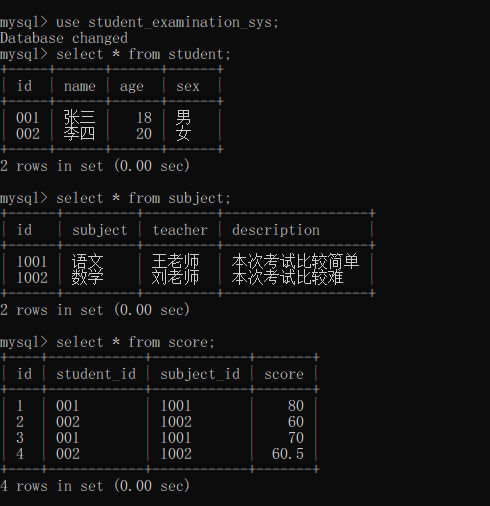 mysql> use student_examination_sys;
Database changed
mysql> select * from student;
+-----+------+------+------+
| id  | name | age  | sex  |
+-----+------+------+------+
| 001 | 张三 |   18 | 男   |
| 002 | 李四 |   20 | 女   |
+-----+------+------+------+
2 rows in set (0.00 sec)
mysql> select * from subject;
+------+---------+---------+------------------+
| id   | subject | teacher | description      |
+------+---------+---------+------------------+
| 1001 | 语文    | 王老师  | 本次考试比较简单 |
| 1002 | 数学    | 刘老师  | 本次考试比较难   |
+------+---------+---------+------------------+
2 rows in set (0.00 sec)
mysql> select * from score;
+----+------------+------------+-------+
| id | student_id | subject_id | score |
+----+------------+------------+-------+
| 1  | 001        | 1001       |    80 |
| 2  | 002        | 1002       |    60 |
| 3  | 001        | 1001       |    70 |
| 4  | 002        | 1002       |  60.5 |
+----+------------+------------+-------+
4 rows in set (0.00 sec)